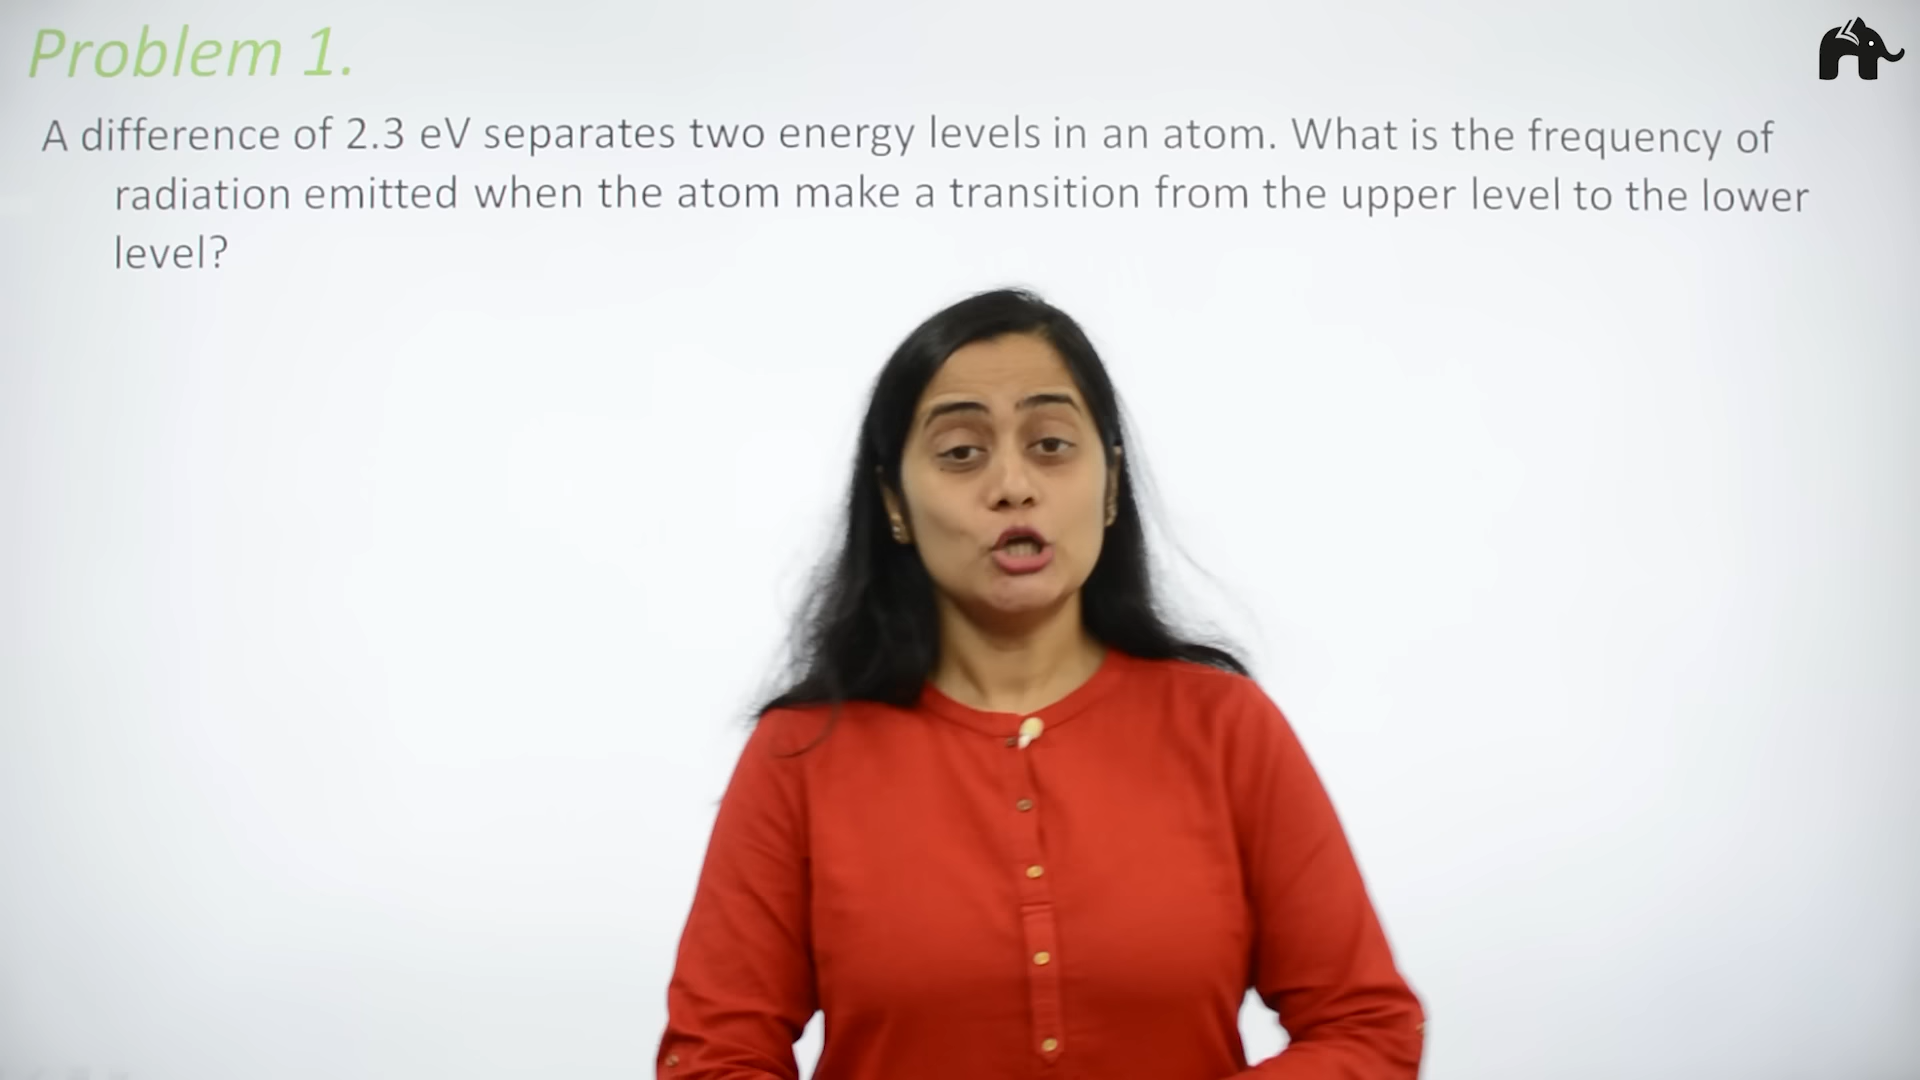 Problem 1.
A difference of 2.3 eV separates two energy levels in an atom. What is the frequency of
radiation emitted when the atom make a transition from the upper level to the lower
level?